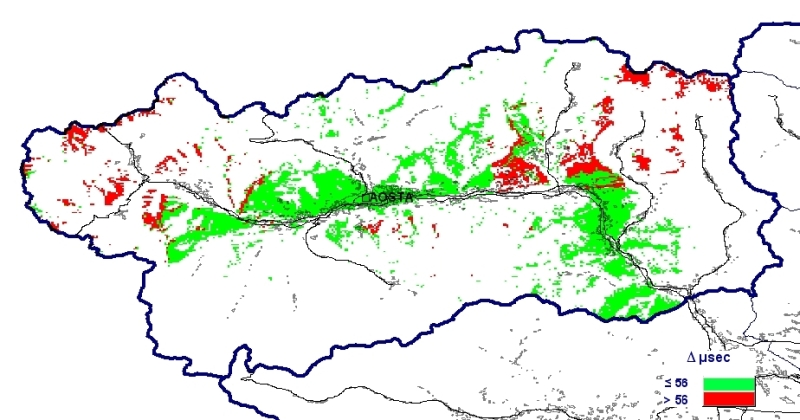 AOSTA
Δ µsec
≤ 56
> 56